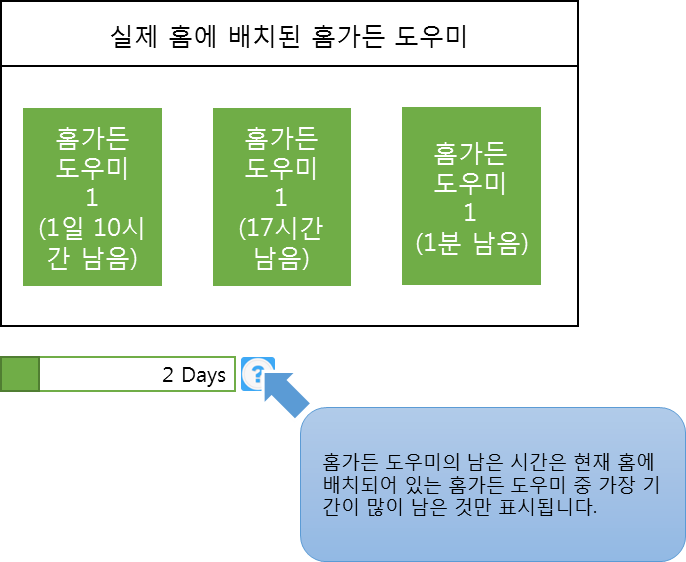 실제 홈에 배치된 홈가든 도우미
홈가든
도우미
1
(1일 10시
간 남음)
홈가든
도우미
1
(17시간
남음)
홈가든
도우미
1
(1분 남음)
2 Days
?
홈가든 도우미의 남은 시간은 현재 홈에
배치되어 있는 홈가든 도우미 중 가장 기
간이 많이 남은 것만 표시됩니다.